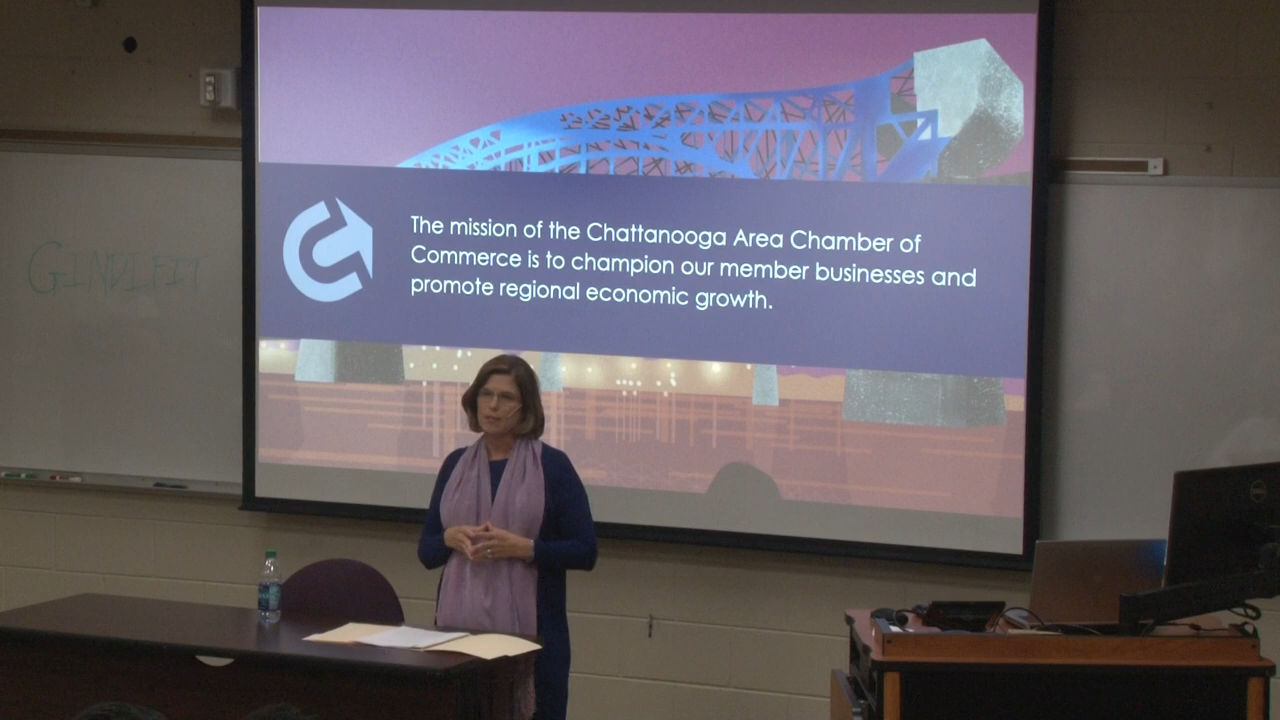 The mission of the Chattanooga Area Chamber of
Commerce is to champion our member businesses and
promote regional economic growth.